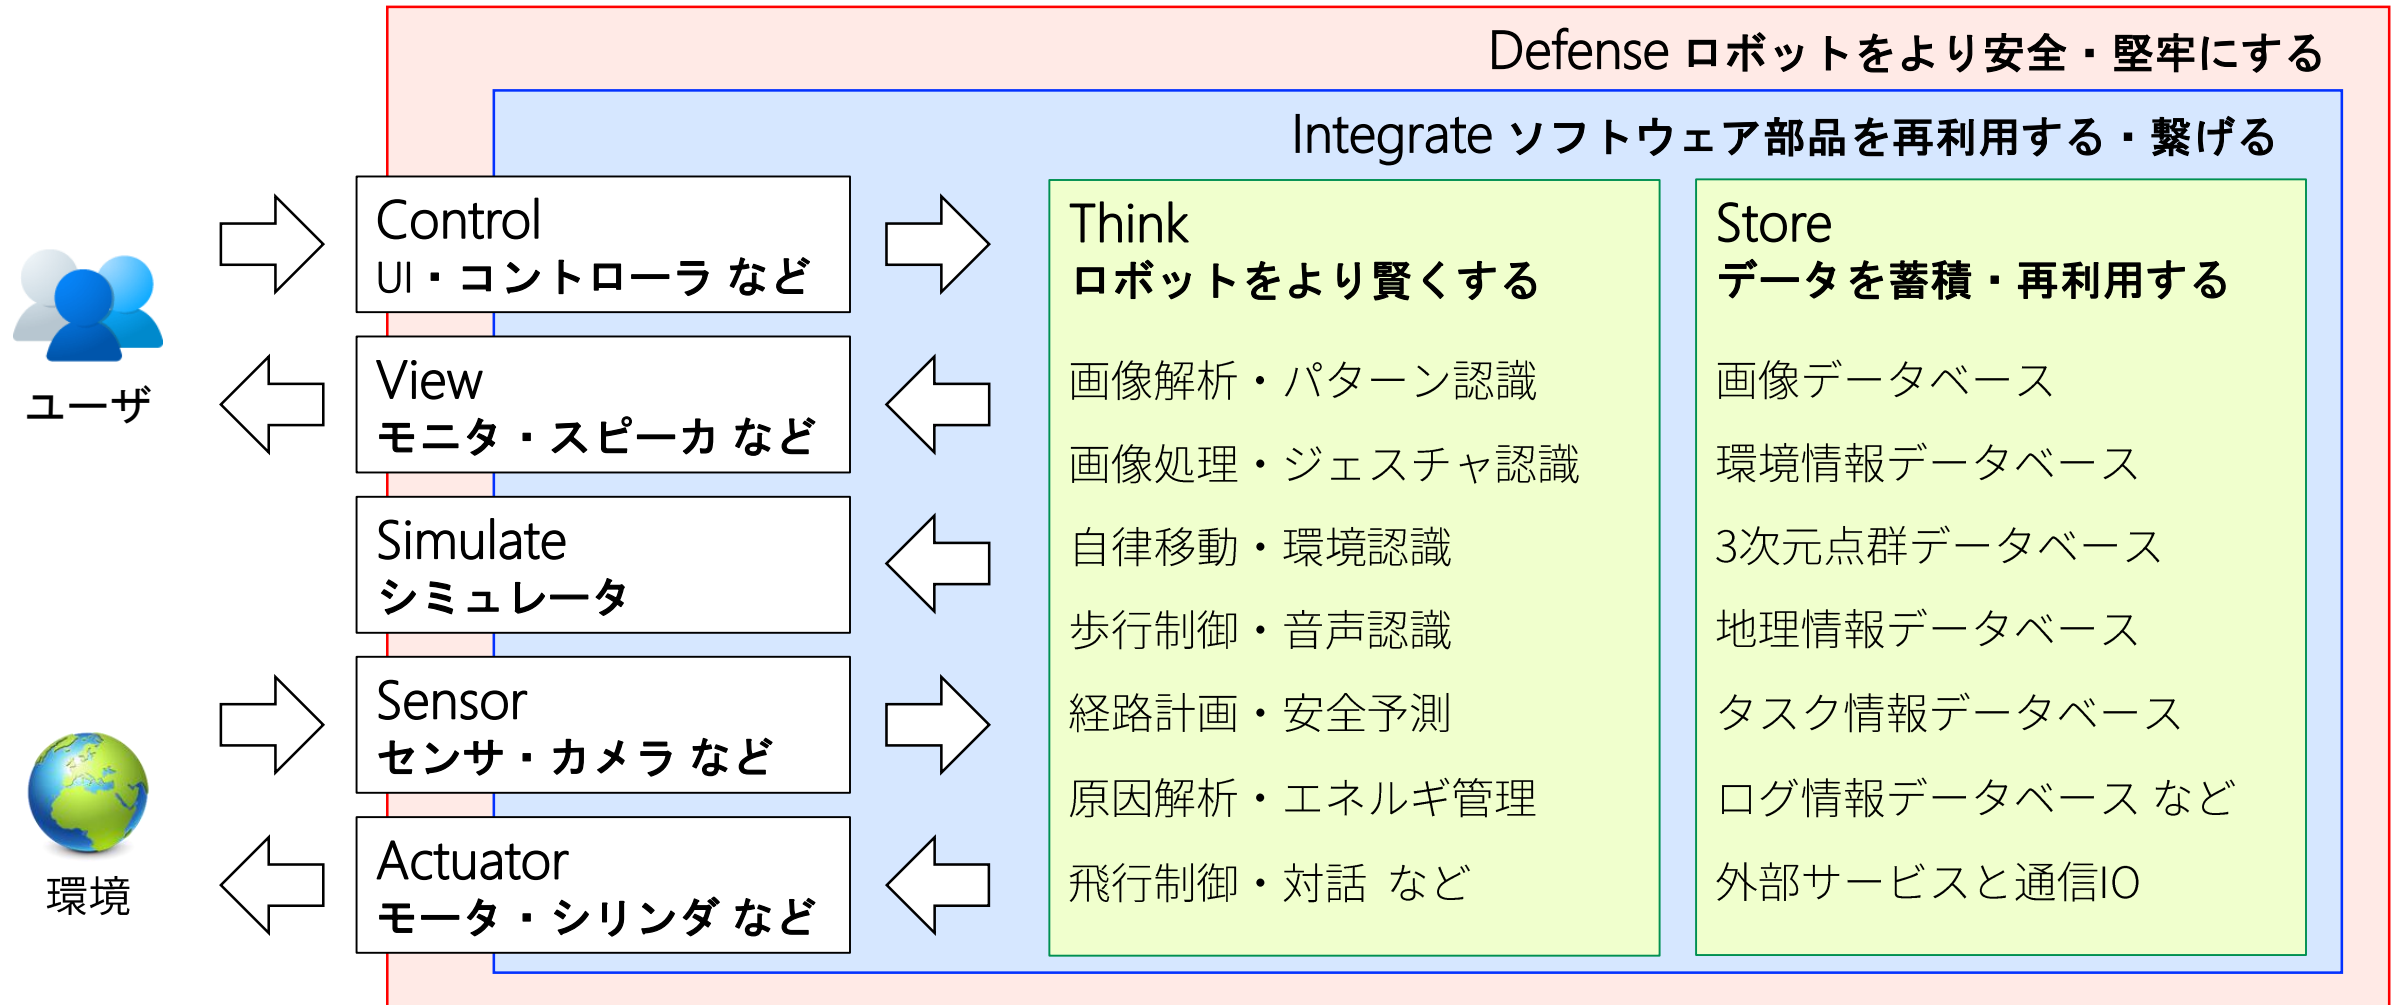 Defense ロボットをより安全・堅牢にする
Integrate ソフトウェア部品を再利用する・繋げる
ユーザ
環境
Control
UI・コントローラ など
View
モニタ・スピーカ など
Simulate
シミュレータ
Sensor
センサ・カメラ など
Actuator
モータ・シリンダ など
Think
ロボットをより賢くする
画像解析・パターン認識
画像処理・ジェスチャ認識
自律移動・環境認識
歩行制御・音声認識
経路計画・安全予測
原因解析・エネルギ管理
飛行制御・対話 など
Store
データを蓄積・再利用する
画像データベース
環境情報データベース
3次元点群データベース
地理情報データベース
タスク情報データベース
ログ情報データベース など
外部サービスと通信IO